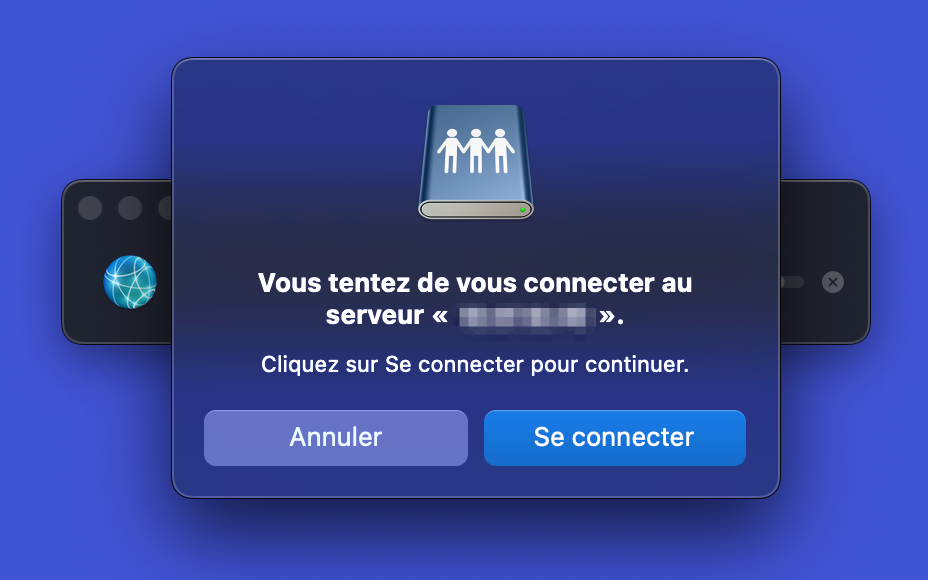 Vous tentez de vous connecter au
serveur « ».
Cliquez sur Se connecter pour continuer.
Annuler
Se connecter